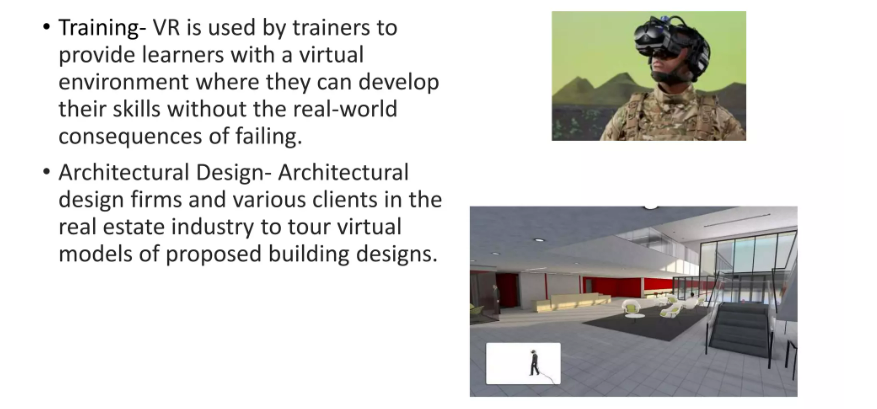 • Training- VR is used by trainers to
provide learners with a virtual
environment where they can develop
their skills without the real-world
consequences of failing.
• Architectural Design- Architectural
design firms and various clients in the
real estate industry to tour virtual
models of proposed building designs.